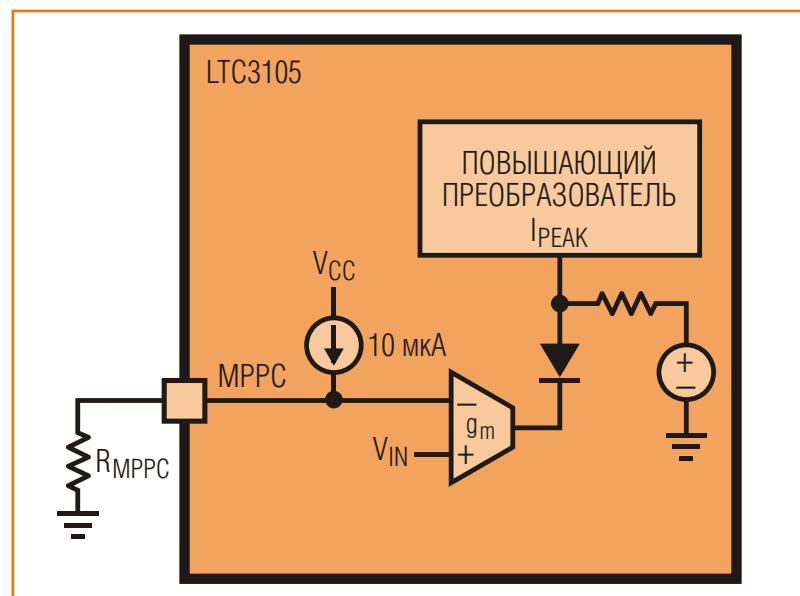 LTC3105
ПОВЫШАЮЩИЙ
ПРЕОБРАЗОВАТЕЛЬ
IPEAK
VCC
10 мкА
MPPC
RMPPC
VIN
gm
−
+
+
−